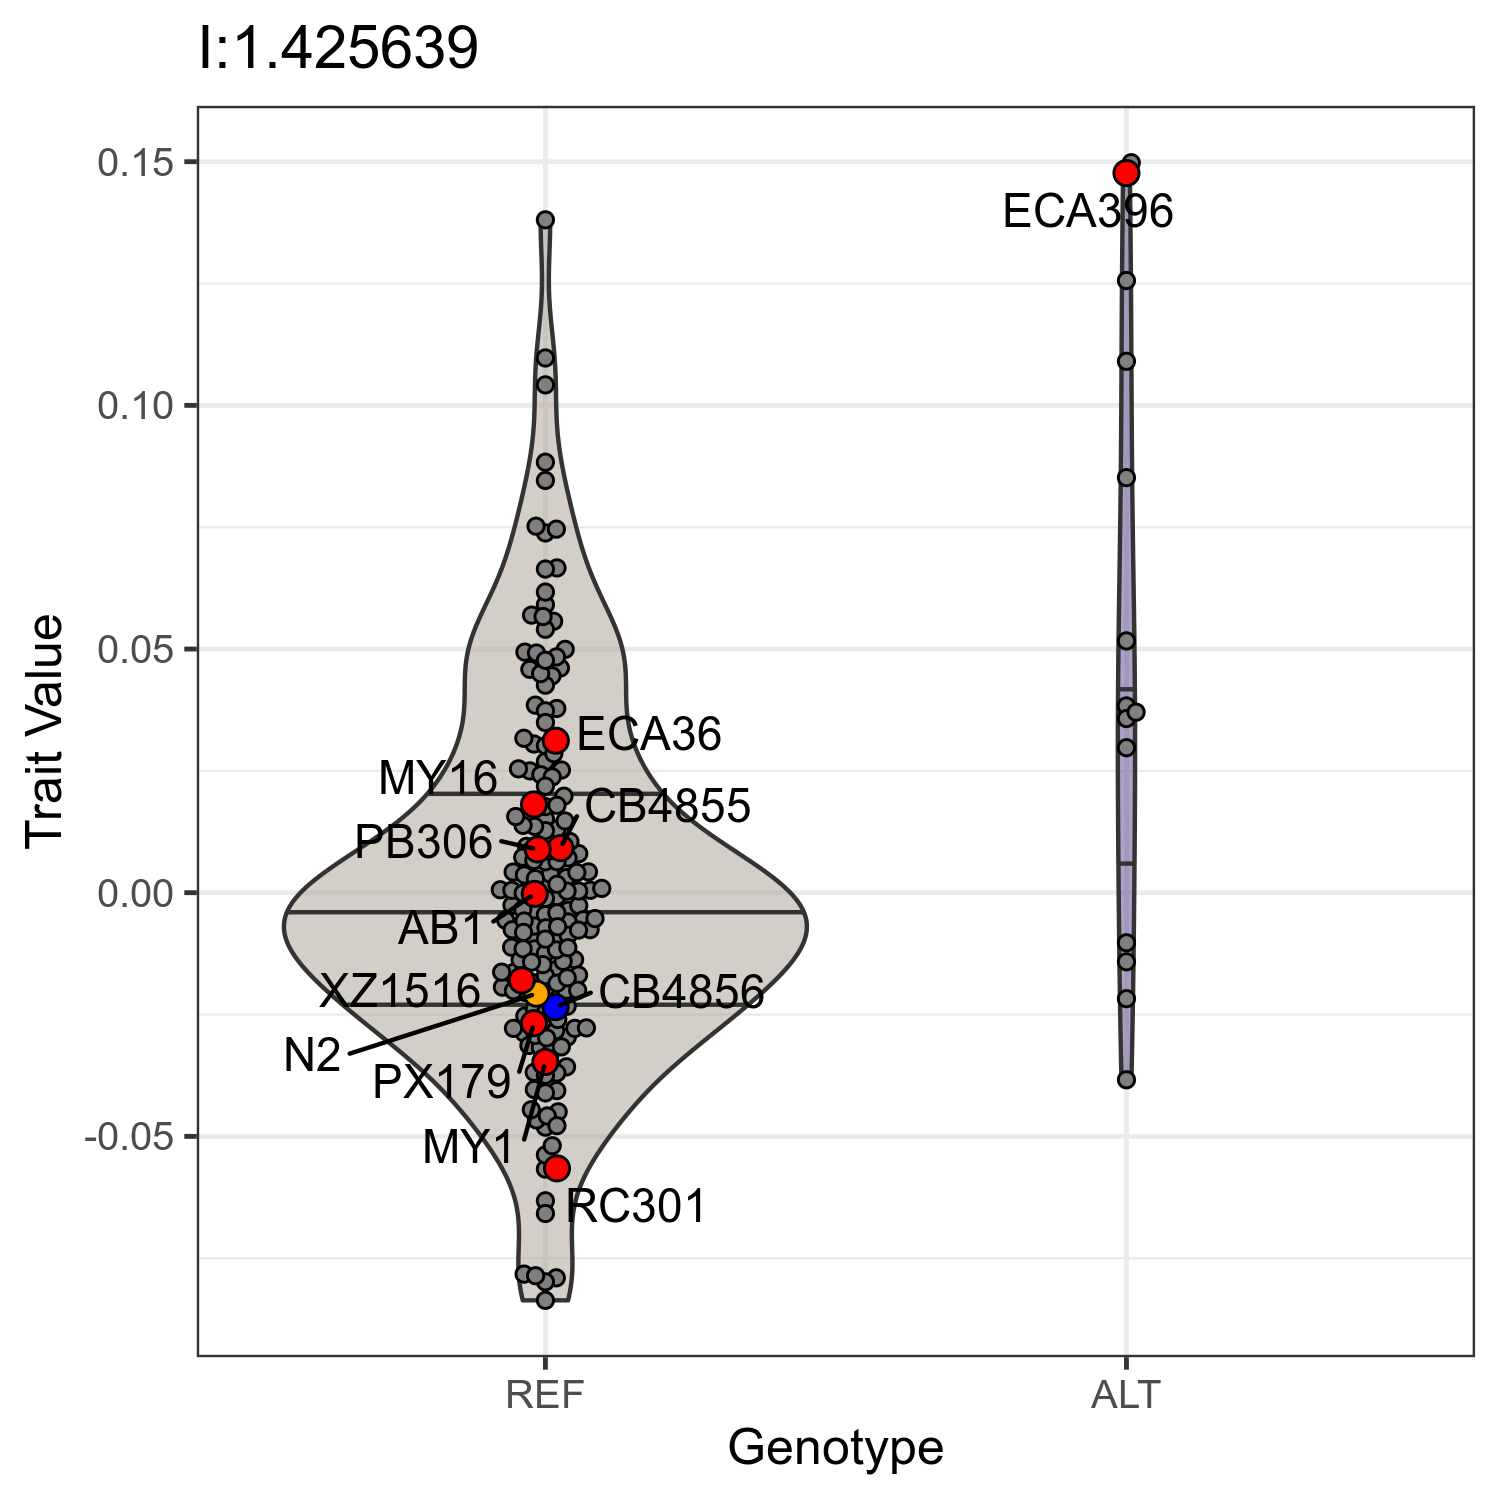 I:1.425639
0.15
0.10
0.05
0.00
-0.05
Trait Value
ECA396
ECA36
MY16
CB4855
PB306
AB1
XZ1516
CB4856
N2
PX179
MY1
RC301
REF
ALT
Genotype